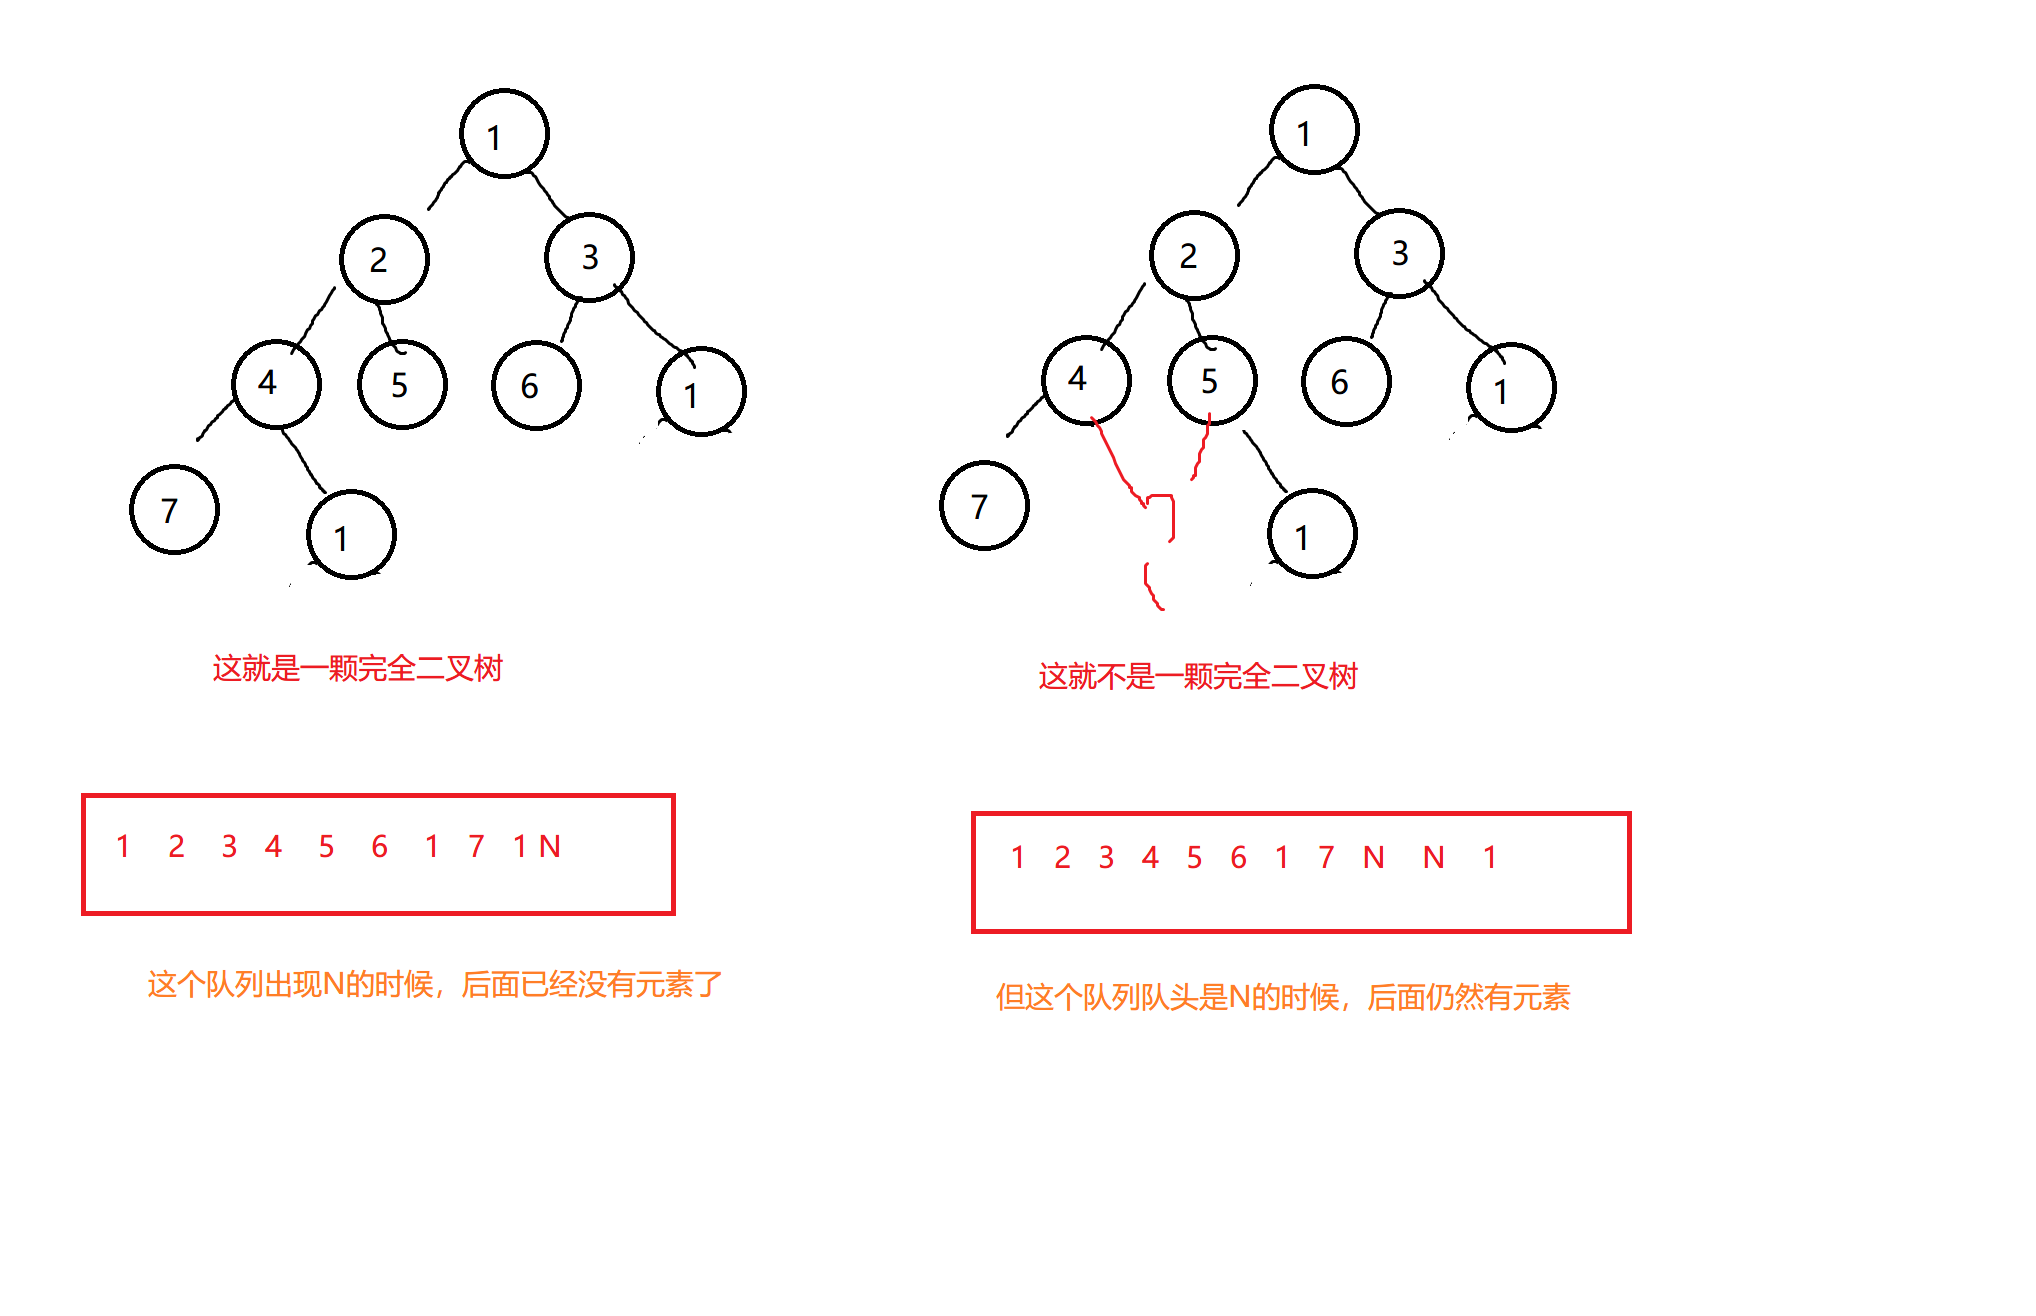 1
2 3
4 5 6 1
7 1
这就是一颗完全二叉树
1 2 3 4 5 6 1 7 1 N
这个队列出现N的时候，后面已经没有元素了
1
2 3
4 5 6 1
7 1
这就不是一颗完全二叉树
1 2 3 4 5 6 1 7 N N 1
但这个队列队头是N的时候，后面仍然有元素